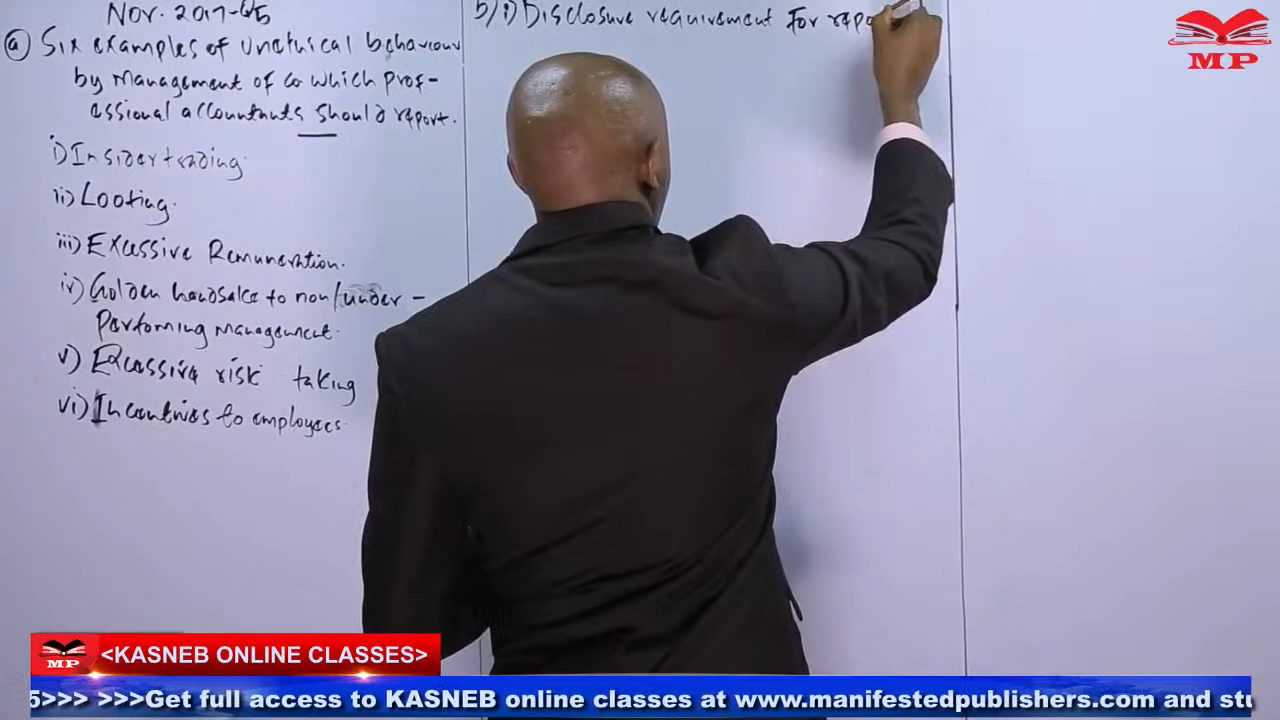 Nov. 2017-Q5
a) Six examples of unethical behaviour
by management of co which prof-
essional accountants should report.
i) Insider trading.
ii) Looting.
iii) Excessive Remuneration.
iv) Golden handsake to non/under-
performing management.
v) Excessive risk taking
vi) Incentives to employees.
b) i) Disclosure requirement for repo
MP
MP
<KASNEB ONLINE CLASSES>
5>>> >>>Get full access to KASNEB online classes at www.manifestedpublishers.com and stu